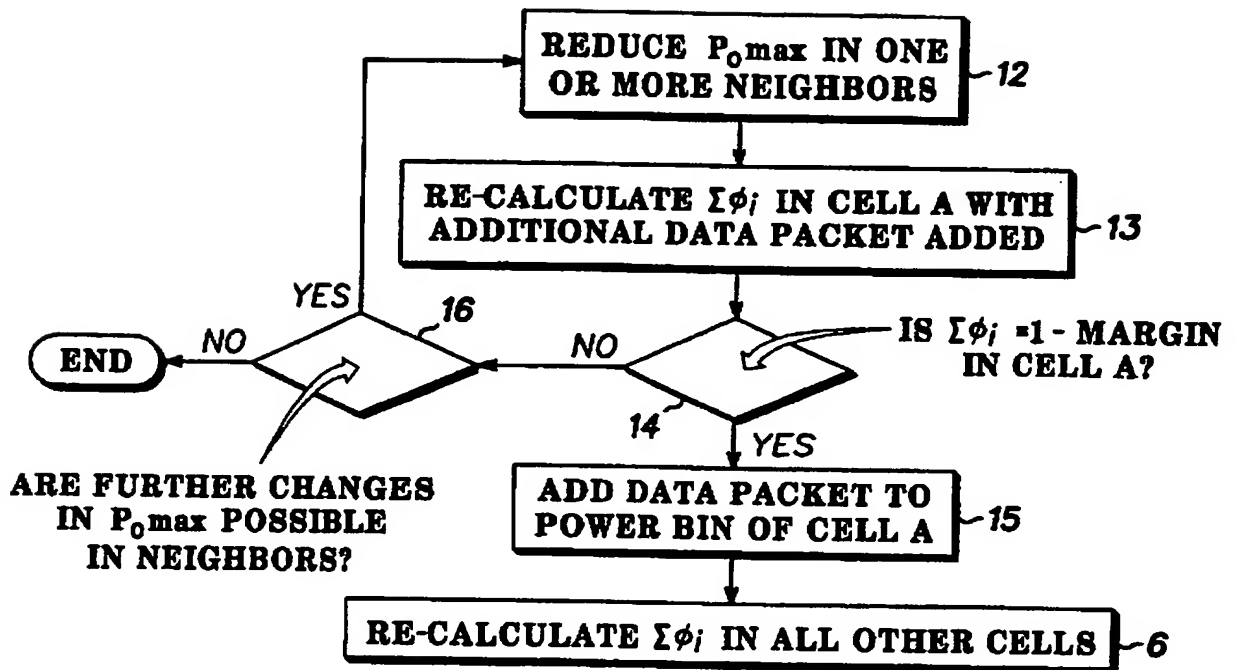 REDUCE P₀max IN ONE
OR MORE NEIGHBORS
12
RE-CALCULATE Σϕᵢ IN CELL A WITH
ADDITIONAL DATA PACKET ADDED
13
YES
16
IS Σϕᵢ =1 - MARGIN
IN CELL A?
END
NO
NO
14
YES
ARE FURTHER CHANGES
IN P₀max POSSIBLE
IN NEIGHBORS?
ADD DATA PACKET TO
POWER BIN OF CELL A
15
RE-CALCULATE Σϕᵢ IN ALL OTHER CELLS
6